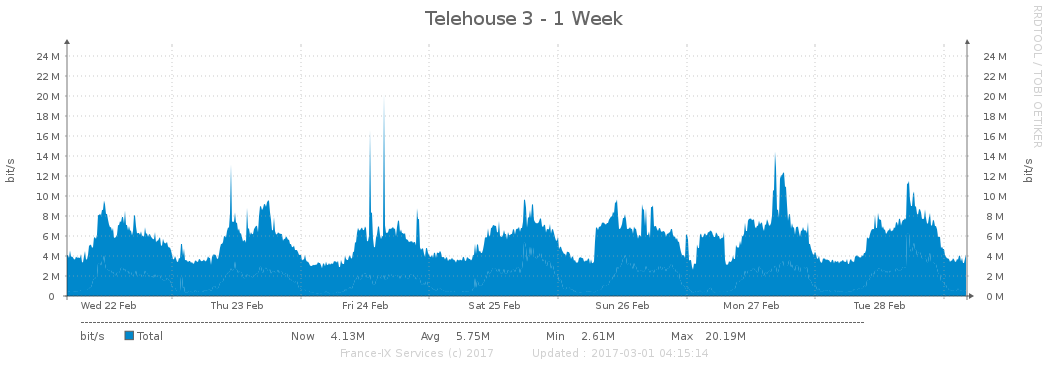 Telehouse 3 - 1 Week
RRDTOOL / TOBI OETIKER
bit/s
24 M 24 M
22 M 22 M
20 M 20 M
18 M 18 M
16 M 16 M
14 M 14 M
12 M 12 M
10 M 10 M
8 M 8 M
6 M 6 M
4 M 4 M
2 M 2 M
0 0 M
bit/s
Wed 22 Feb Thu 23 Feb Fri 24 Feb Sat 25 Feb Sun 26 Feb Mon 27 Feb Tue 28 Feb
bit/s Total Now 4.13M Avg 5.75M Min 2.61M Max 20.19M
France-IX Services (c) 2017 Updated : 2017-03-01 04:15:14